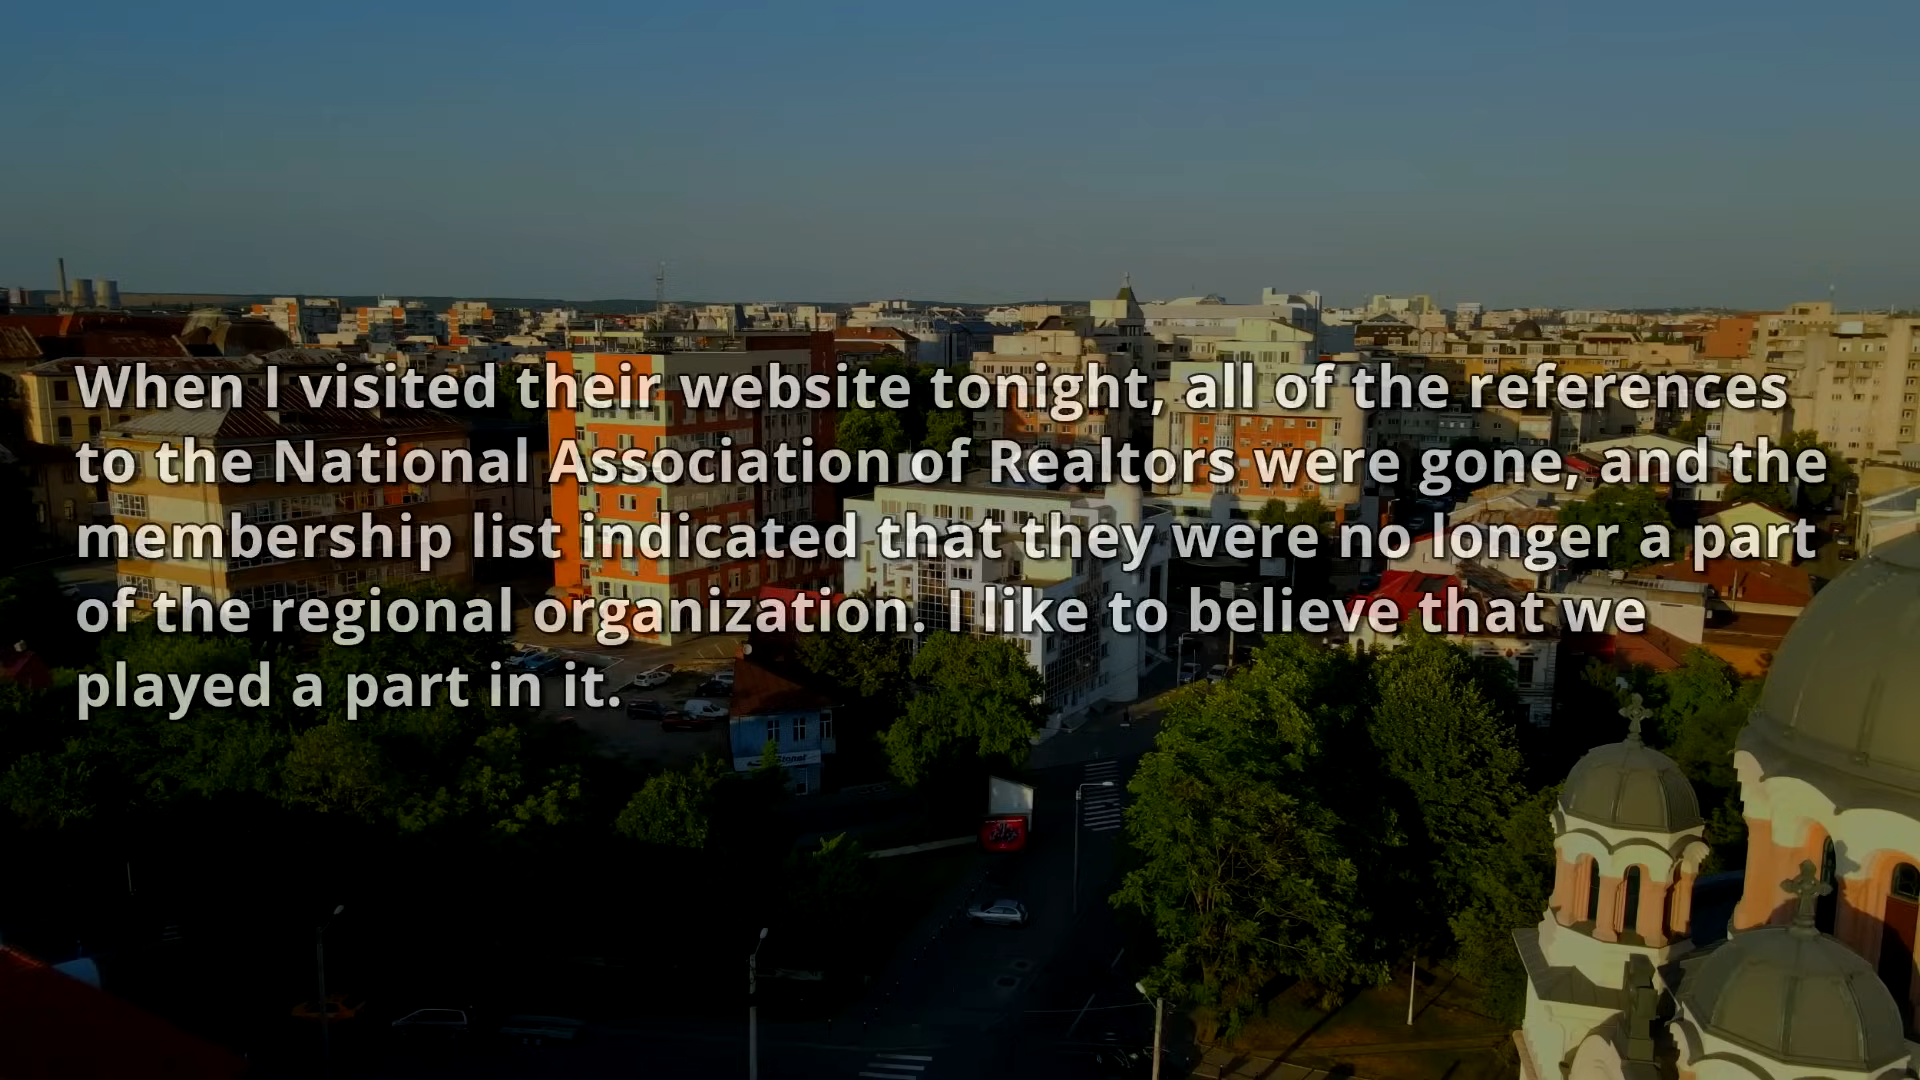 When I visited their website tonight, all of the references
to the National Association of Realtors were gone, and the
membership list indicated that they were no longer a part
of the regional organization. I like to believe that we
played a part in it.